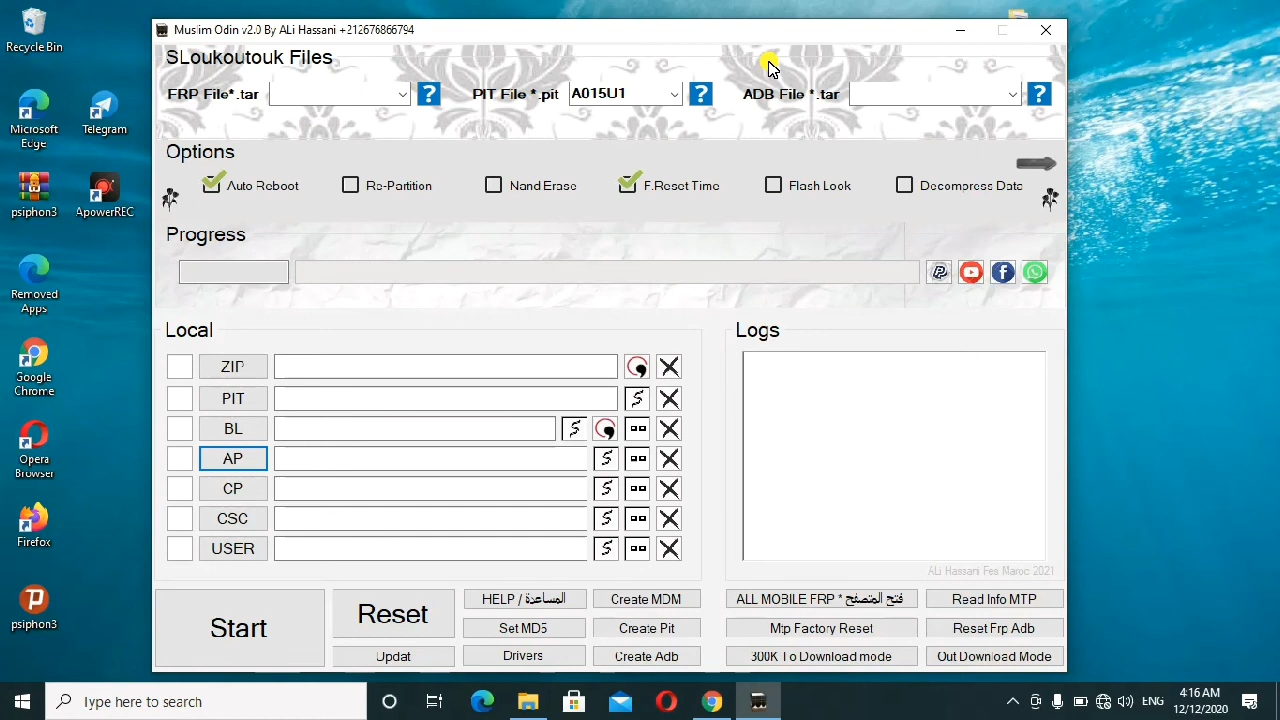 Recycle Bin
Microsoft Edge
Telegram
psiphon3
ApowerREC
Removed Apps
Google Chrome
Opera Browser
Firefox
psiphon3
Muslim Odin v2.0 By ALi Hassani +212676866794
SLoukoutouk Files
FRP File*.tar
PIT File *.pit
A015U1
ADB File *.tar
Options
Auto Reboot
Re-Partition
Nand Erase
F.Reset Time
Flash Look
Decompress Data
Progress
Local
Logs
ZIP
PIT
BL
AP
CP
CSC
USER
ALi Hassani Fes Maroc 2021
Start
Reset
Updat
HELP / المساعدة
Set MD5
Drivers
Create MDM
Create Pit
Create Adb
ALL MOBILE FRP * فتح المتصفح
Mtp Factory Reset
300K To Download mode
Read Info MTP
Reset Frp Adb
Out Download Mode
Type here to search
ENG
4:16 AM
12/12/2020